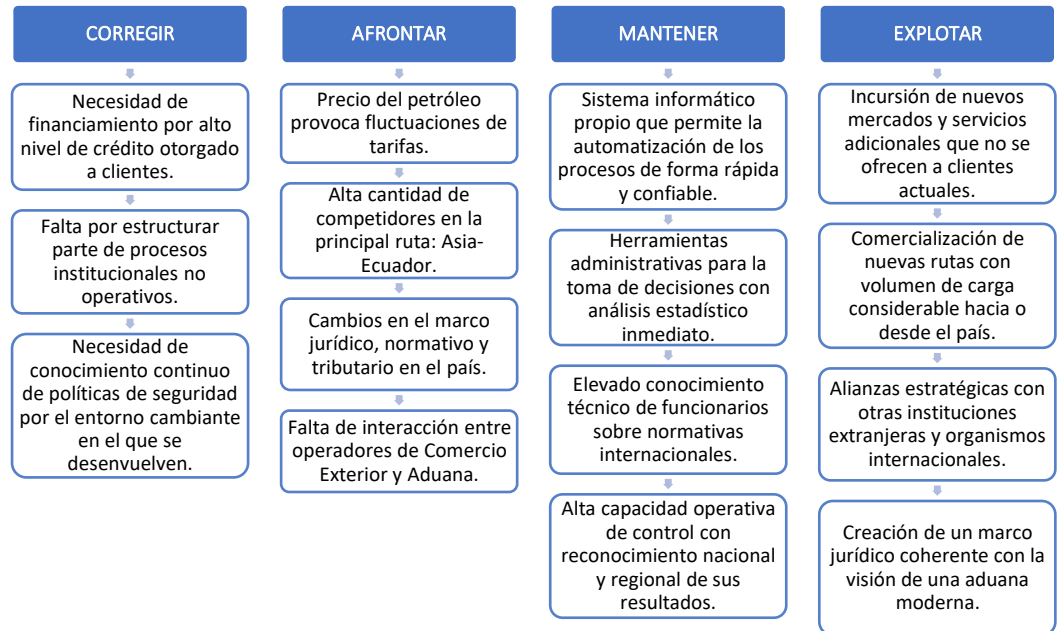 CORREGIR
Necesidad de
financiamiento por alto
nivel de crédito otorgado
a clientes.
Falta por estructurar
parte de procesos
institucionales no
operativos.
Necesidad de
conocimiento continuo
de políticas de seguridad
por el entorno cambiante
en el que se
desenvuelven.
AFRONTAR
Precio del petróleo
provoca fluctuaciones de
tarifas.
Alta cantidad de
competidores en la
principal ruta: Asia-
Ecuador.
Cambios en el marco
jurídico, normativo y
tributario en el país.
Falta de interacción entre
operadores de Comercio
Exterior y Aduana.
MANTENER
Sistema informático
propio que permite la
automatización de los
procesos de forma rápida
y confiable.
Herramientas
administrativas para la
toma de decisiones con
análisis estadístico
inmediato.
Elevado conocimiento
técnico de funcionarios
sobre normativas
internacionales.
Alta capacidad operativa
de control con
reconocimiento nacional
y regional de sus
resultados.
EXPLOTAR
Incursión de nuevos
mercados y servicios
adicionales que no se
ofrecen a clientes
actuales.
Comercialización de
nuevas rutas con
volumen de carga
considerable hacia o
desde el país.
Alianzas estratégicas con
otras instituciones
extranjeras y organismos
internacionales.
Creación de un marco
jurídico coherente con la
visión de una aduana
moderna.